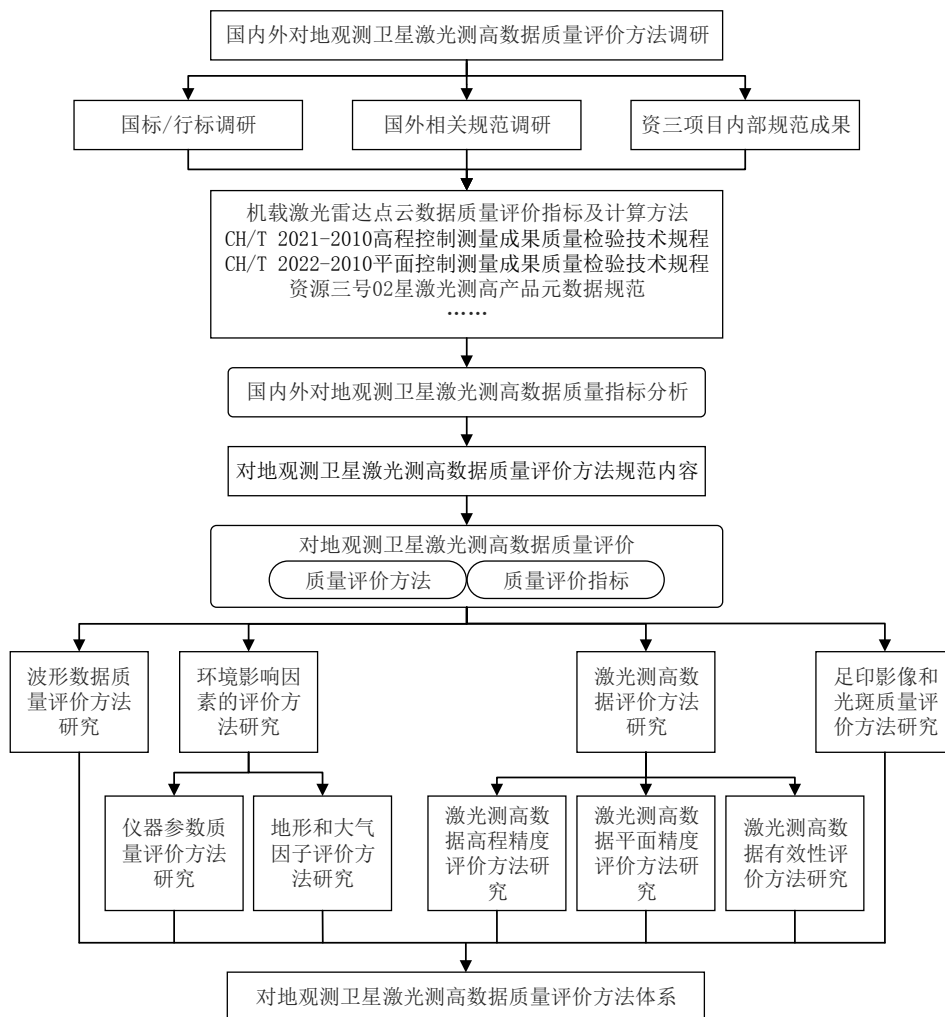 国内外对地观测卫星激光测高数据质量评价方法调研
国标/行标调研
国外相关规范调研
资三项目内部规范成果
机载激光雷达点云数据质量评价指标及计算方法
CH/T 2021-2010高程控制测量成果质量检验技术规程
CH/T 2022-2010平面控制测量成果质量检验技术规程
资源三号02星激光测高产品元数据规范
……
国内外对地观测卫星激光测高数据质量指标分析
对地观测卫星激光测高数据质量评价方法规范内容
对地观测卫星激光测高数据质量评价
质量评价方法
质量评价指标
波形数据质
量评价方法
研究
环境影响因
素的评价方
法研究
激光测高数
据评价方法
研究
足印影像和
光斑质量评
价方法研究
仪器参数质
量评价方法
研究
地形和大气
因子评价方
法研究
激光测高数
据高程精度
评价方法研
究
激光测高数
据平面精度
评价方法研
究
激光测高数
据有效性评
价方法研究
对地观测卫星激光测高数据质量评价方法体系